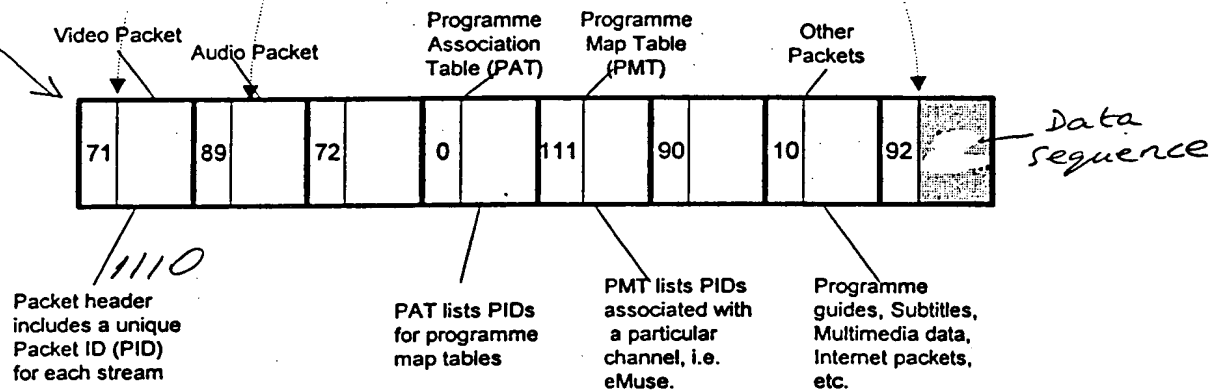 Video Packet
Audio Packet
Programme
Association
Table (PAT)
Programme
Map Table
(PMT)
Other
Packets
71
89
72
0
111
90
10
92
Data
sequence
1110
Packet header
includes a unique
Packet ID (PID)
for each stream
PAT lists PIDs
for programme
map tables
PMT lists PIDs
associated with
a particular
channel, i.e.
eMuse.
Programme
guides, Subtitles,
Multimedia data,
Internet packets,
etc.